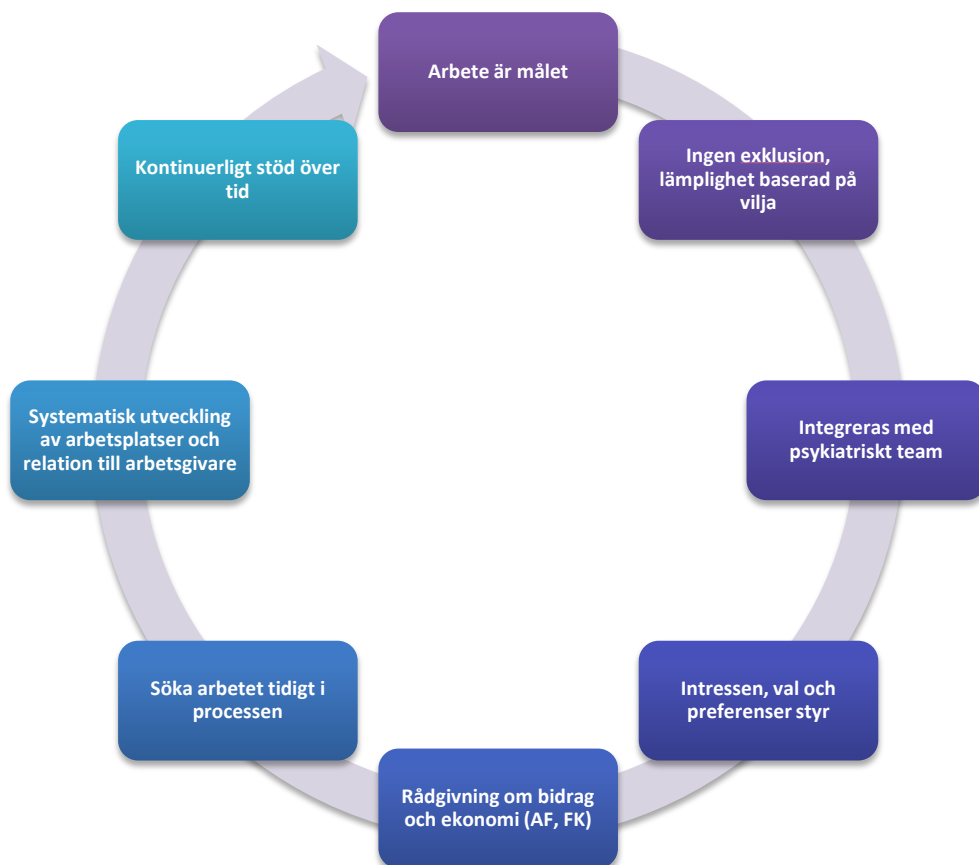 Arbete är målet
Ingen exklusion,
lämplighet baserad på
vilja
Integreras med
psykiatriskt team
Intressen, val och
preferenser styr
Rådgivning om bidrag
och ekonomi (AF, FK)
Söka arbetet tidigt i
processen
Systematisk utveckling
av arbetsplatser och
relation till arbetsgivare
Kontinuerligt stöd över
tid